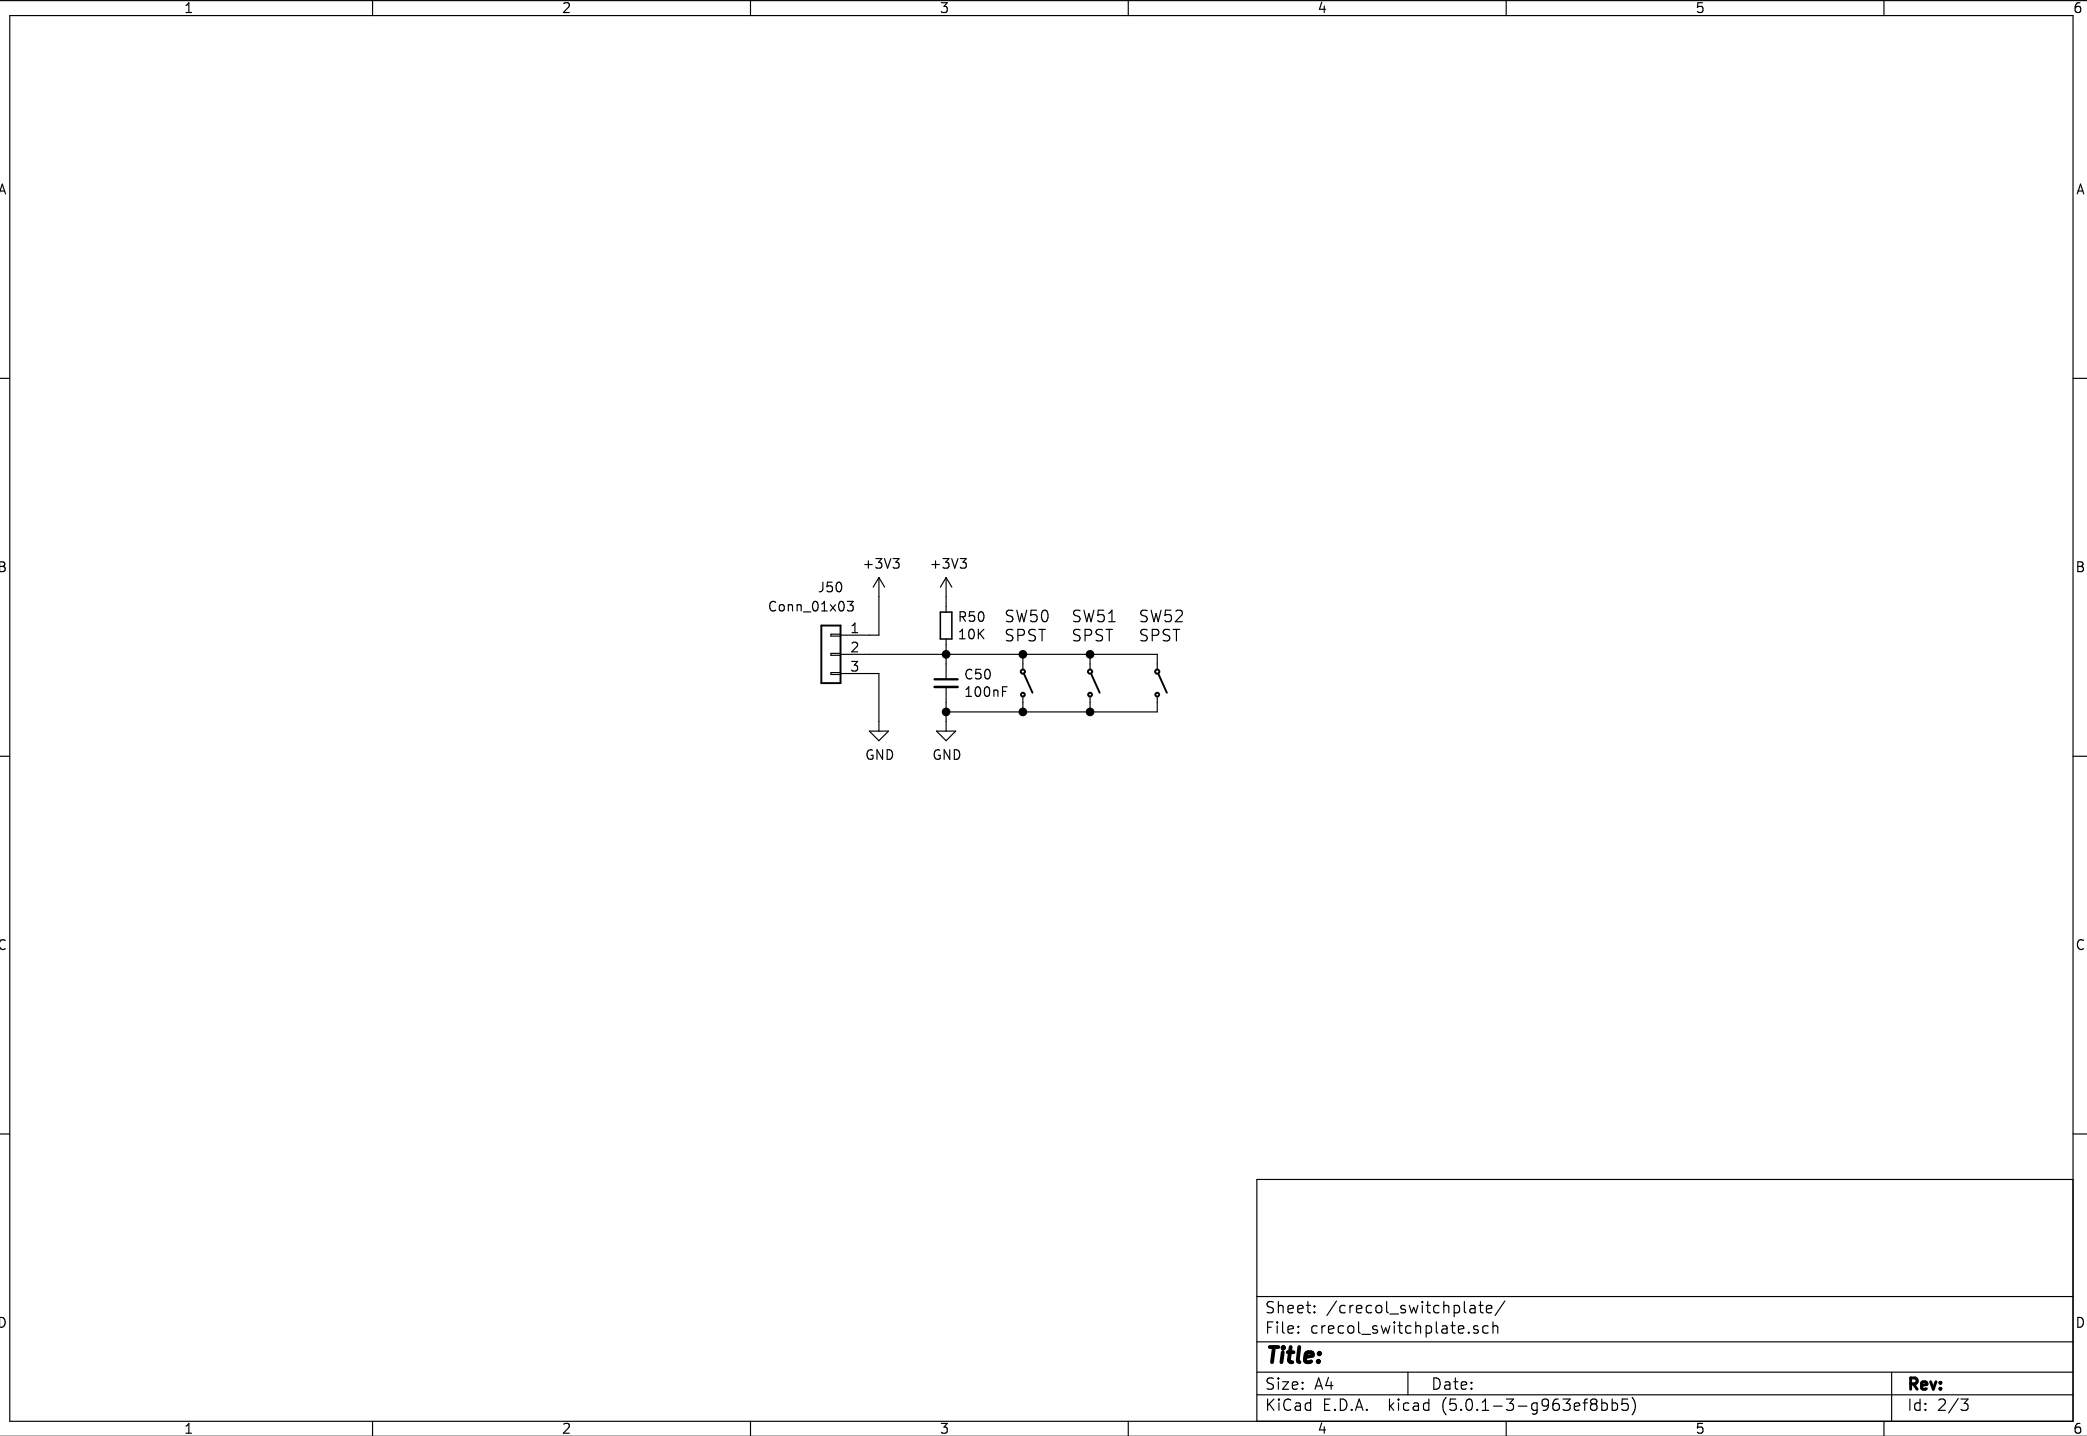 1 2 3 4 5 6
A A
+3V3 +3V3
B B
J50
Conn_01x03
R50 SW50 SW51 SW52
10K SPST SPST SPST
1
2
3
C50
100nF
GND GND
C C
Sheet: /crecol_switchplate/
File: crecol_switchplate.sch
D D
Title:
Size: A4 Date: Rev:
KiCad E.D.A. kicad (5.0.1-3-g963ef8bb5) Id: 2/3
1 2 3 4 5 6